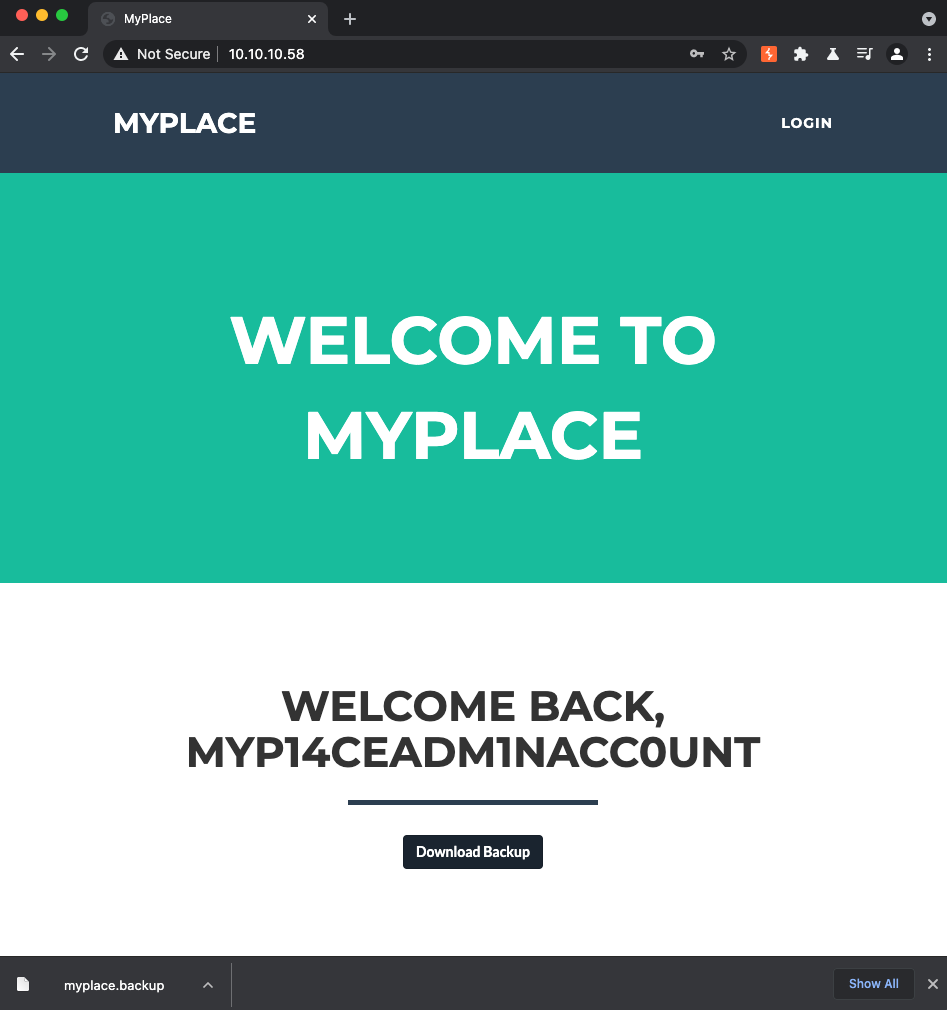 MyPlace
Not Secure 10.10.10.58
MYPLACE
LOGIN
WELCOME TO
MYPLACE
WELCOME BACK,
MYP14CEADM1NACC0UNT
Download Backup
myplace.backup
Show All